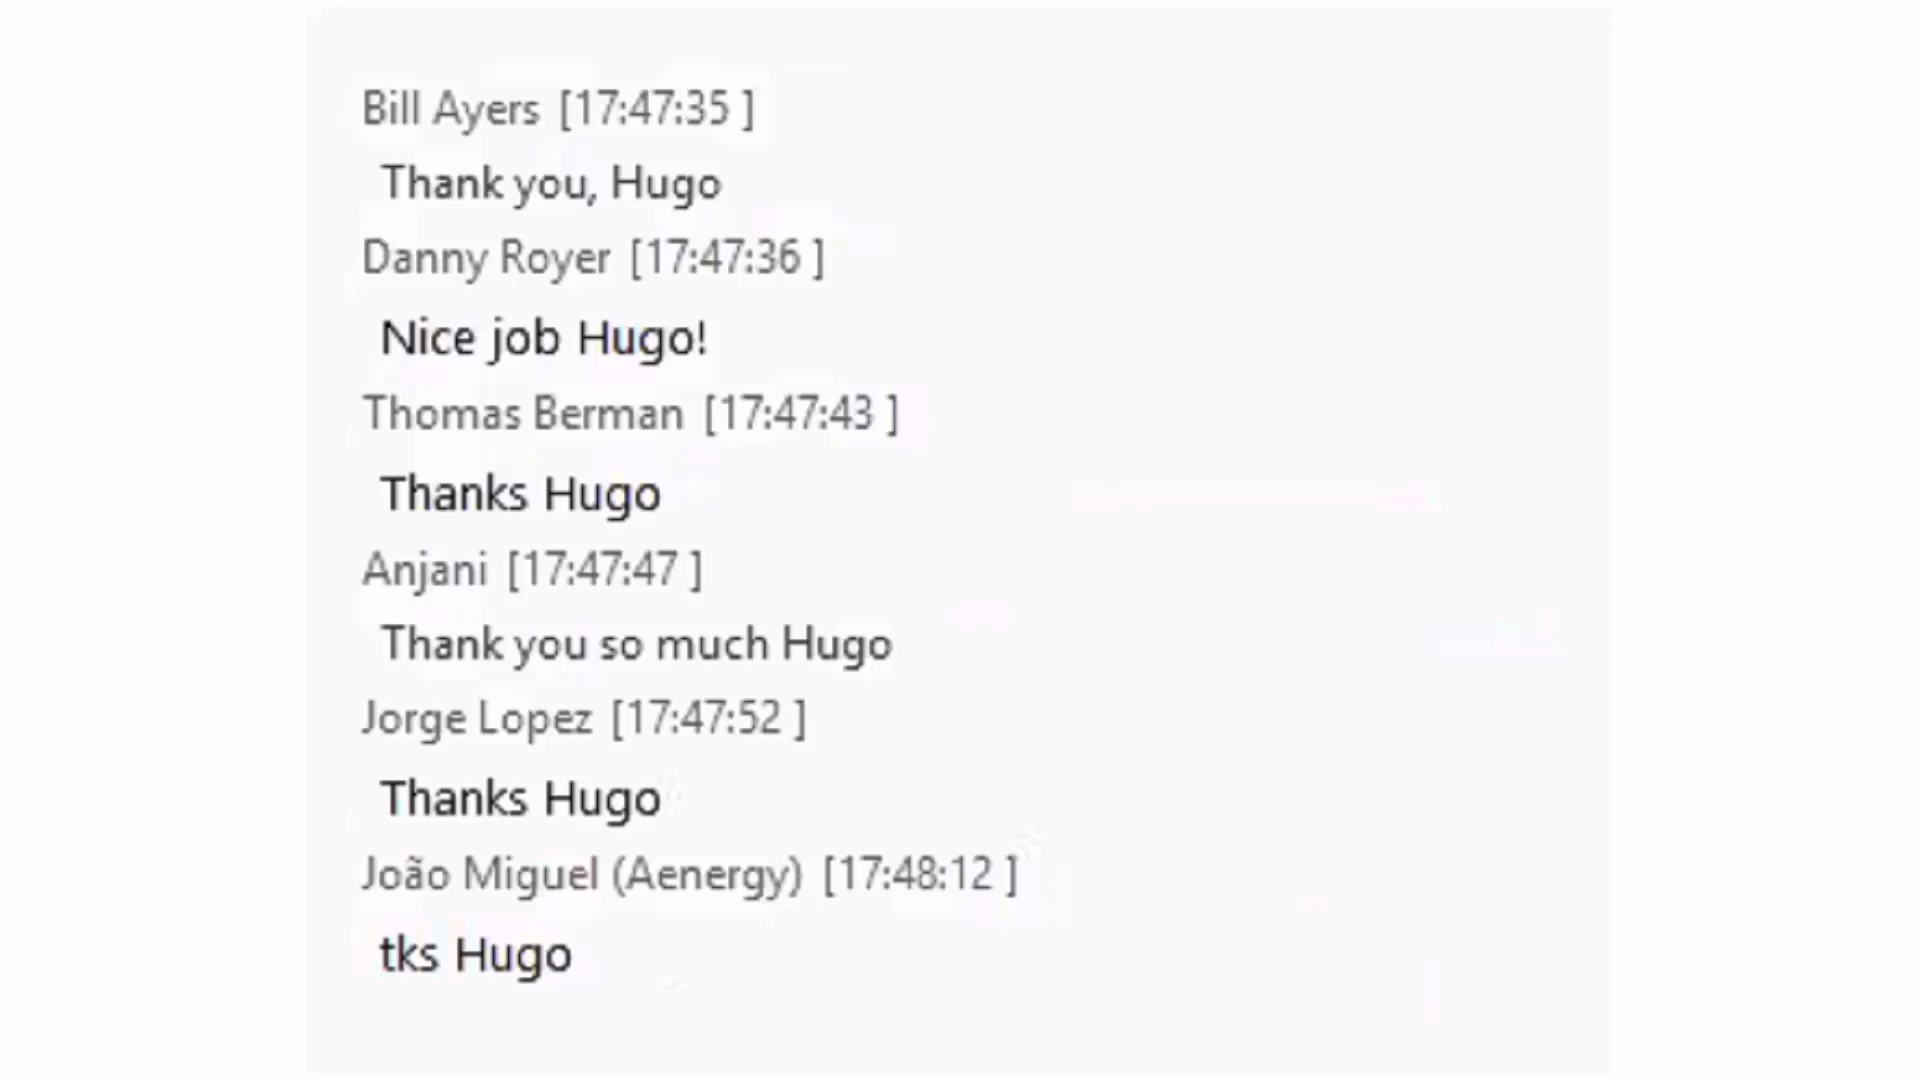 Bill Ayers [17:47:35 ]
Thank you, Hugo
Danny Royer [17:47:36 ]
Nice job Hugo!
Thomas Berman [17:47:43 ]
Thanks Hugo
Anjani [17:47:47 ]
Thank you so much Hugo
Jorge Lopez [17:47:52 ]
Thanks Hugo
João Miguel (Aenergy) [17:48:12 ]
tks Hugo